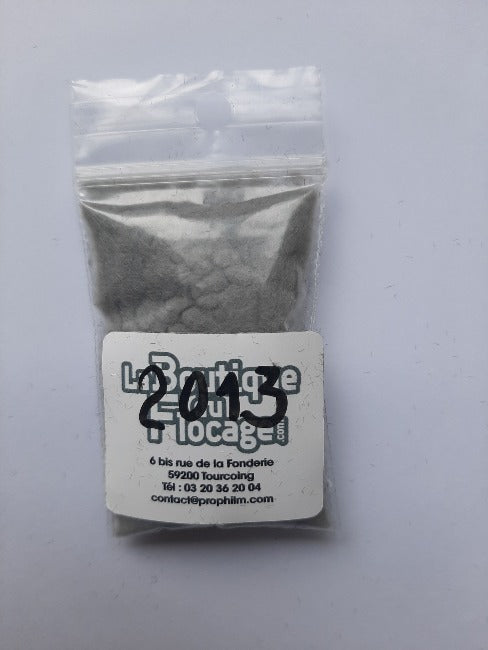 La Boutique
2013
du
Flocage
.com
6 bis rue de la Fonderie
59200 Tourcoing
Tél : 03 20 36 20 04
contact@prophilm.com